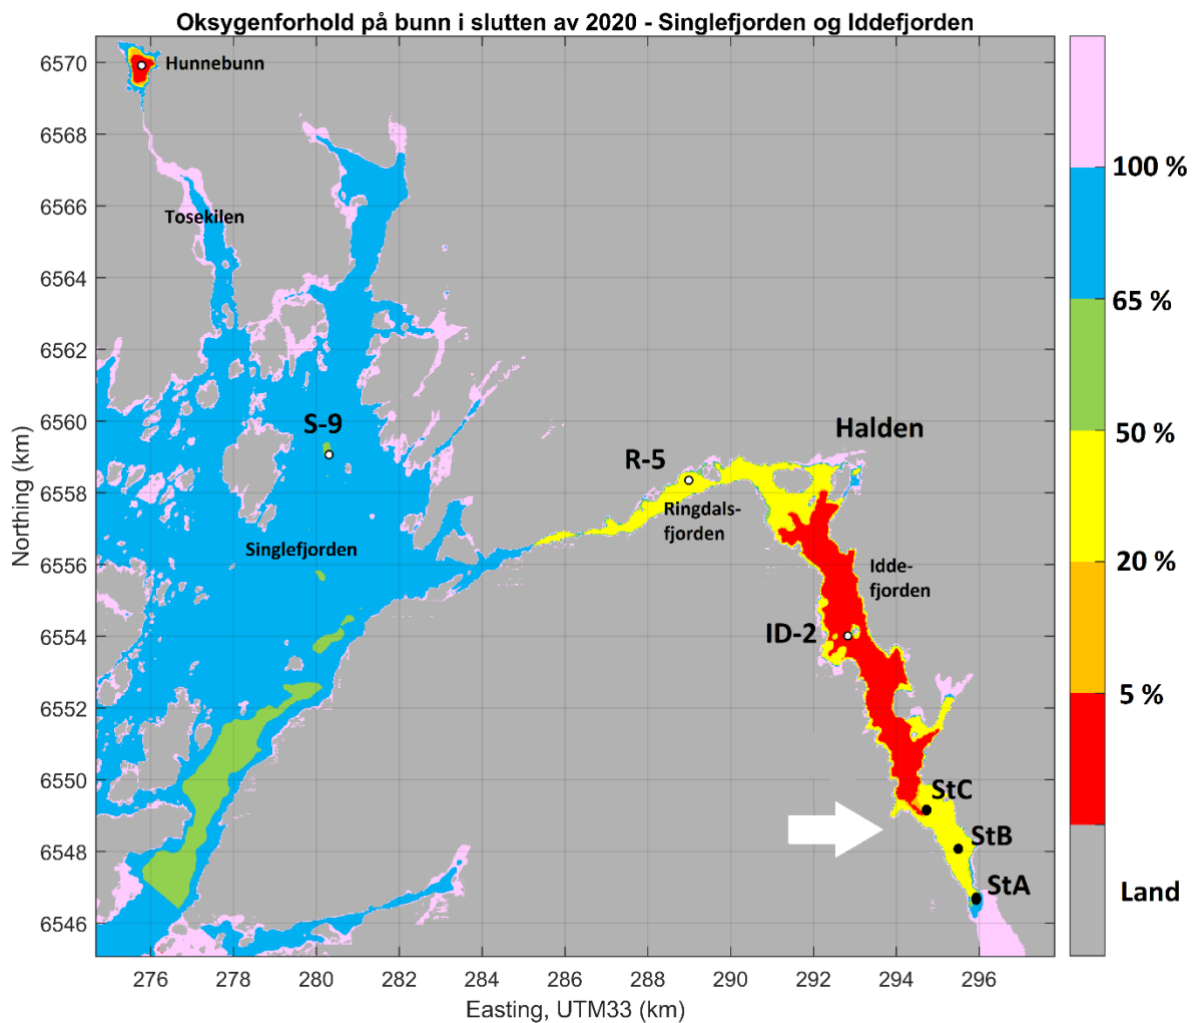 Oksygenforhold på bunn i slutten av 2020 - Singlefjorden og Iddefjorden
6570
6568
6566
6564
6562
6560
6558
6556
6554
6552
6550
6548
6546
Northing (km)
Hunnebunn
Tosekilen
S-9
Singlefjorden
R-5
Ringdals-
fjorden
Halden
Idde-
fjorden
ID-2
StC
StB
StA
276
278
280
282
284
286
288
290
292
294
296
Easting, UTM33 (km)
100 %
65 %
50 %
20 %
5 %
Land